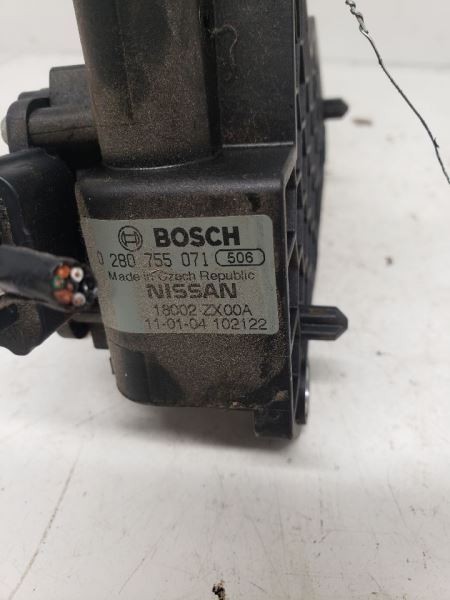 BOSCH
0 280 755 071 506
Made in Czech Republic
NISSAN
18002-ZX00A
11-01-04 102122